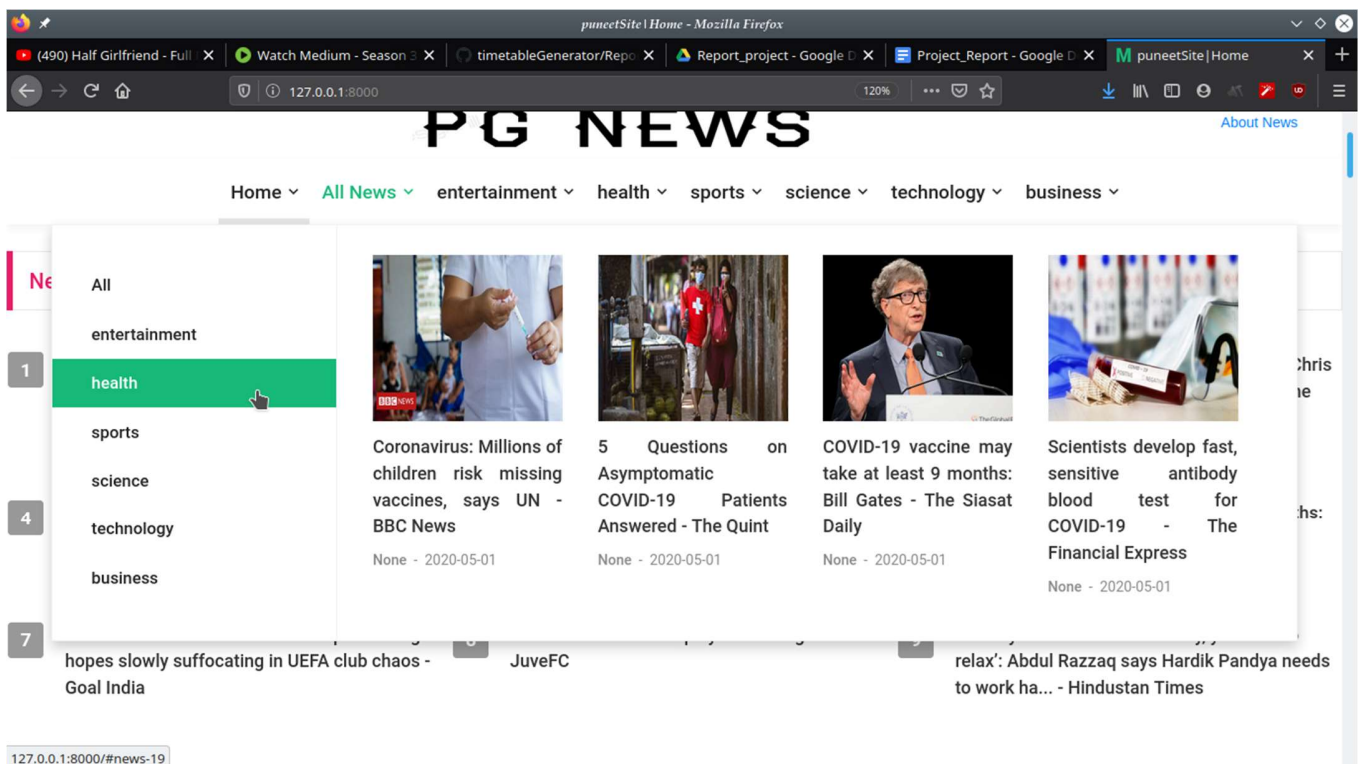 puneetSite | Home - Mozilla Firefox
(490) Half Girlfriend - Full
Watch Medium - Season 3
timetableGenerator/Repo
Report_project - Google D
Project_Report - Google D
puneetSite|Home
127.0.0.1:8000
120%
PG NEWS
About News
Home
All News
entertainment
health
sports
science
technology
business
Ne
All
entertainment
health
sports
science
technology
business
BBC NEWS
Coronavirus: Millions of
children risk missing
vaccines, says UN -
BBC News
None - 2020-05-01
5 Questions on
Asymptomatic
COVID-19 Patients
Answered - The Quint
None - 2020-05-01
COVID-19 vaccine may
take at least 9 months:
Bill Gates - The Siasat
Daily
None - 2020-05-01
Scientists develop fast,
sensitive antibody
blood test for
COVID-19 - The
Financial Express
None - 2020-05-01
1
Chris
ne
4
ths:
7
hopes slowly suffocating in UEFA club chaos -
Goal India
JuveFC
relax': Abdul Razzaq says Hardik Pandya needs
to work ha... - Hindustan Times
127.0.0.1:8000/#news-19